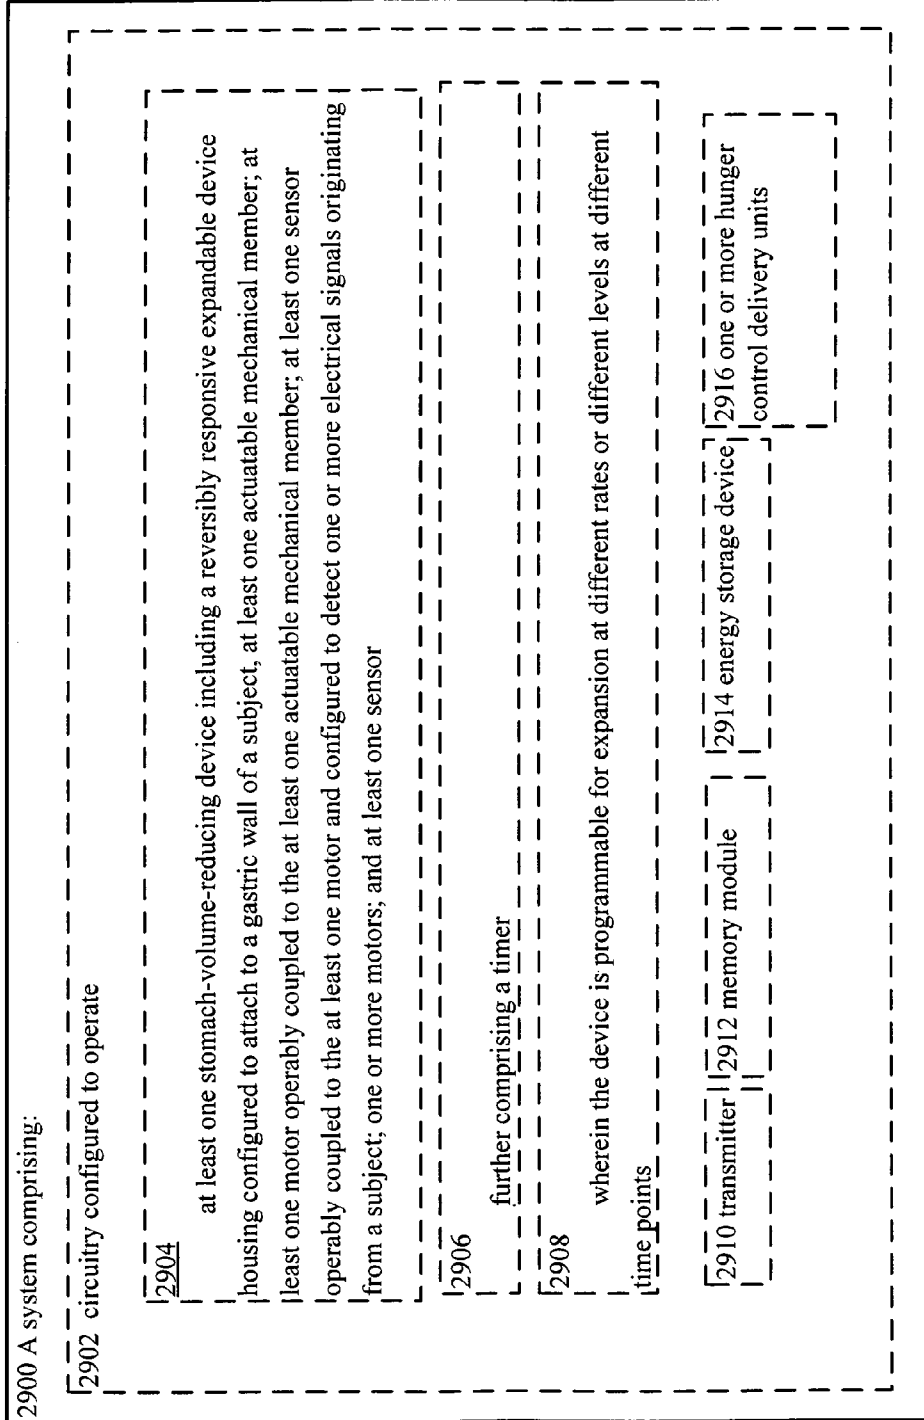 2900 A system comprising:
2902 circuitry configured to operate
2904
at least one stomach-volume-reducing device including a reversibly responsive expandable device
housing configured to attach to a gastric wall of a subject, at least one actuatable mechanical member; at
least one motor operably coupled to the at least one actuatable mechanical member; at least one sensor
operably coupled to the at least one motor and configured to detect one or more electrical signals originating
from a subject; one or more motors; and at least one sensor
2906
further comprising a timer
2908
wherein the device is programmable for expansion at different rates or different levels at different
time points
2910 transmitter
2912 memory module
2914 energy storage device
2916 one or more hunger
control delivery units